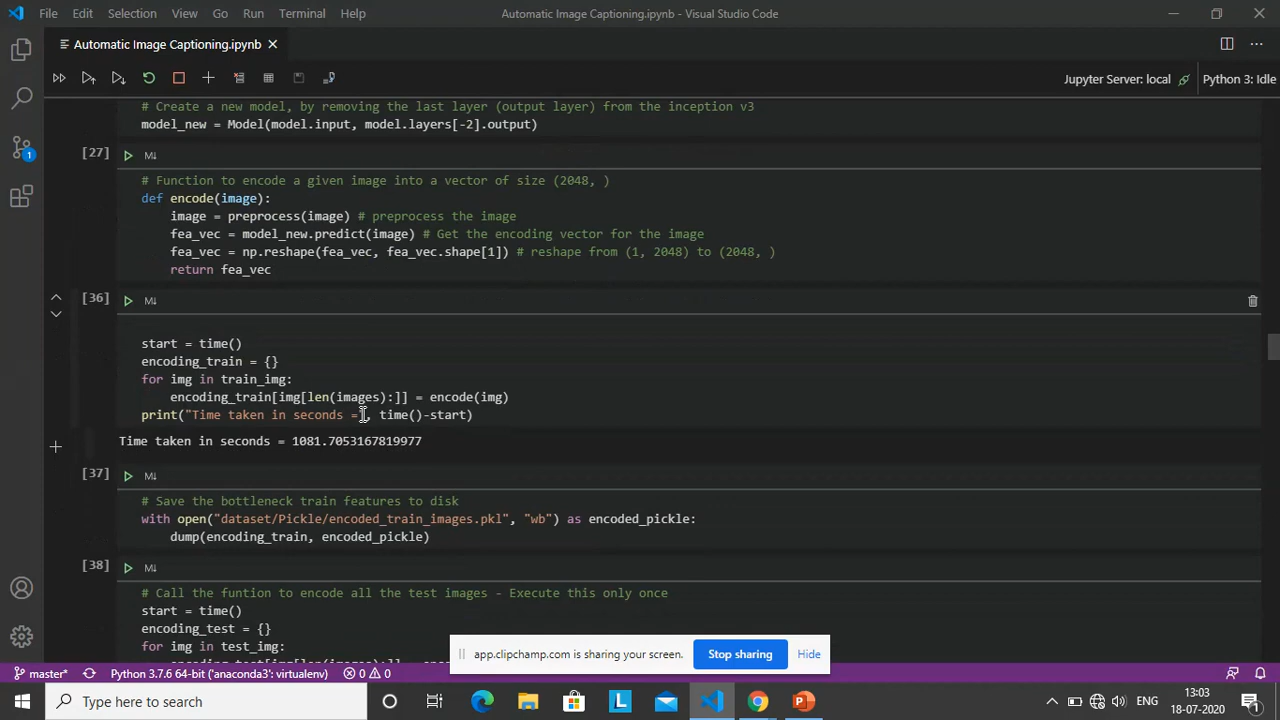 File Edit Selection View Go Run Terminal Help Automatic Image Captioning.ipynb - Visual Studio Code
Automatic Image Captioning.ipynb
Jupyter Server: local Python 3: Idle
# Create a new model, by removing the last layer (output layer) from the inception v3
model_new = Model(model.input, model.layers[-2].output)
[27] M↓
# Function to encode a given image into a vector of size (2048, )
def encode(image):
image = preprocess(image) # preprocess the image
fea_vec = model_new.predict(image) # Get the encoding vector for the image
fea_vec = np.reshape(fea_vec, fea_vec.shape[1]) # reshape from (1, 2048) to (2048, )
return fea_vec
[36] M↓
start = time()
encoding_train = {}
for img in train_img:
encoding_train[img[len(images):]] = encode(img)
print("Time taken in seconds =", time()-start)
Time taken in seconds = 1081.7053167819977
[37] M↓
# Save the bottleneck train features to disk
with open("dataset/Pickle/encoded_train_images.pkl", "wb") as encoded_pickle:
dump(encoding_train, encoded_pickle)
[38] M↓
# Call the funtion to encode all the test images - Execute this only once
start = time()
encoding_test = {}
for img in test_img:
app.clipchamp.com is sharing your screen. Stop sharing Hide
master* Python 3.7.6 64-bit ('anaconda3': virtualenv) 0 0
Type here to search ENG 13:03
18-07-2020